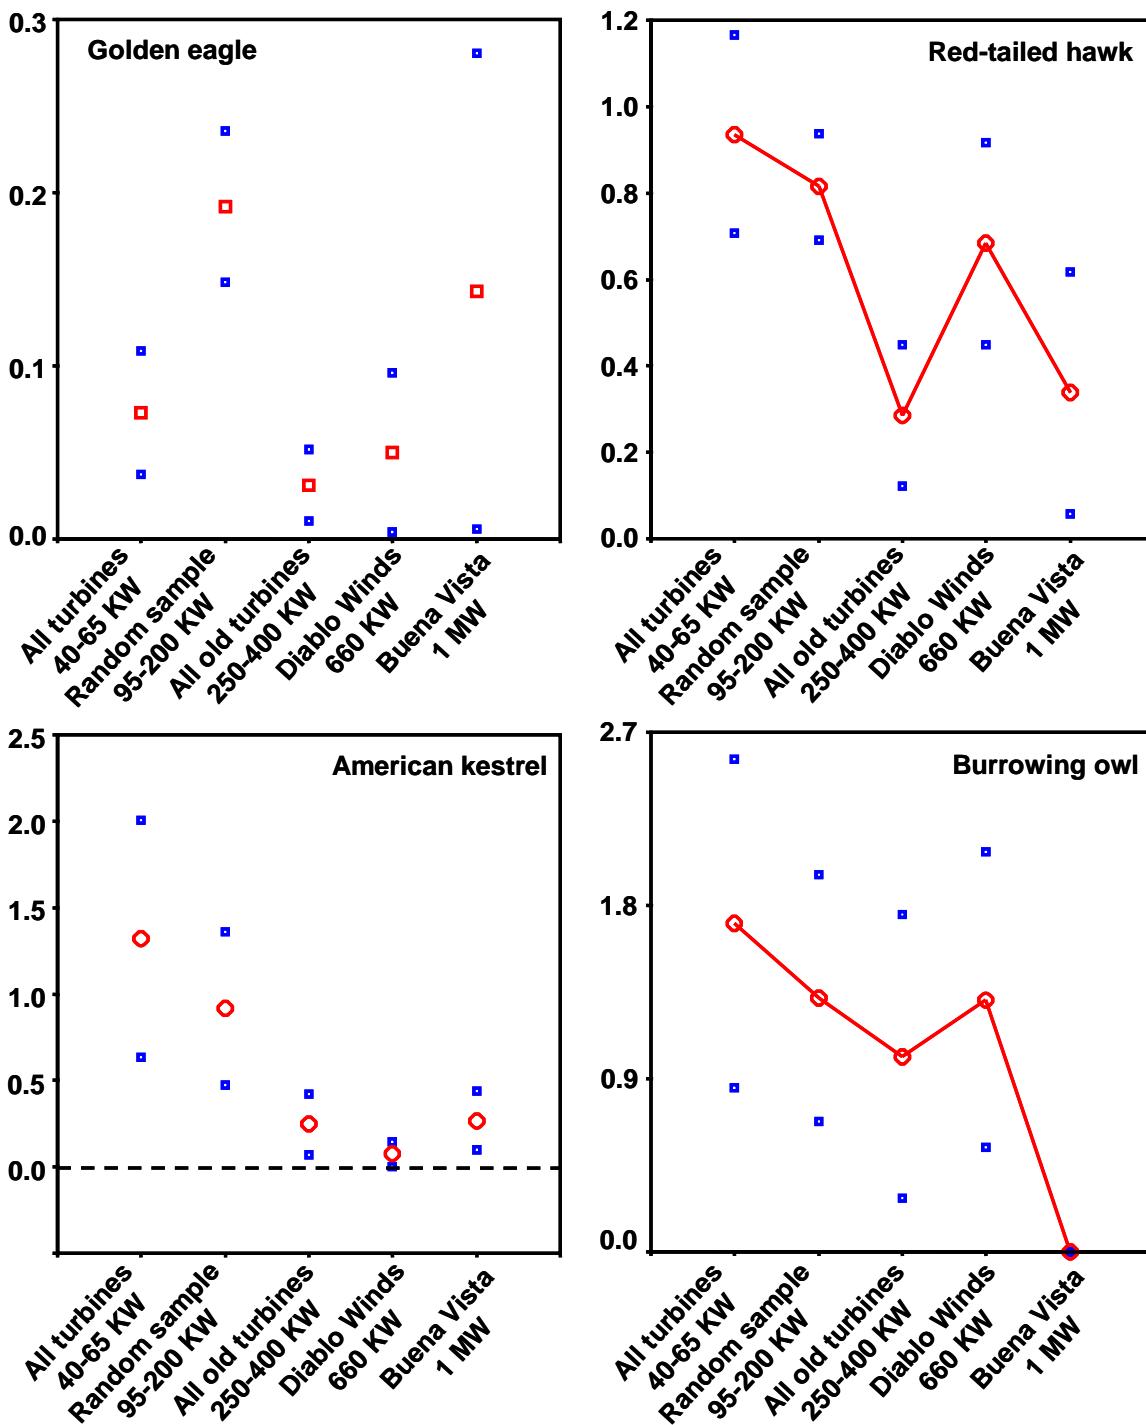 Golden eagle
0.3
0.2
0.1
0.0
All turbines
40-65 KW
Random sample
95-200 KW
All old turbines
250-400 KW
Diablo Winds
660 KW
Buena Vista
1 MW
Red-tailed hawk
1.2
1.0
0.8
0.6
0.4
0.2
0.0
All turbines
40-65 KW
Random sample
95-200 KW
All old turbines
250-400 KW
Diablo Winds
660 KW
Buena Vista
1 MW
American kestrel
2.5
2.0
1.5
1.0
0.5
0.0
All turbines
40-65 KW
Random sample
95-200 KW
All old turbines
250-400 KW
Diablo Winds
660 KW
Buena Vista
1 MW
Burrowing owl
2.7
1.8
0.9
0.0
All turbines
40-65 KW
Random sample
95-200 KW
All old turbines
250-400 KW
Diablo Winds
660 KW
Buena Vista
1 MW